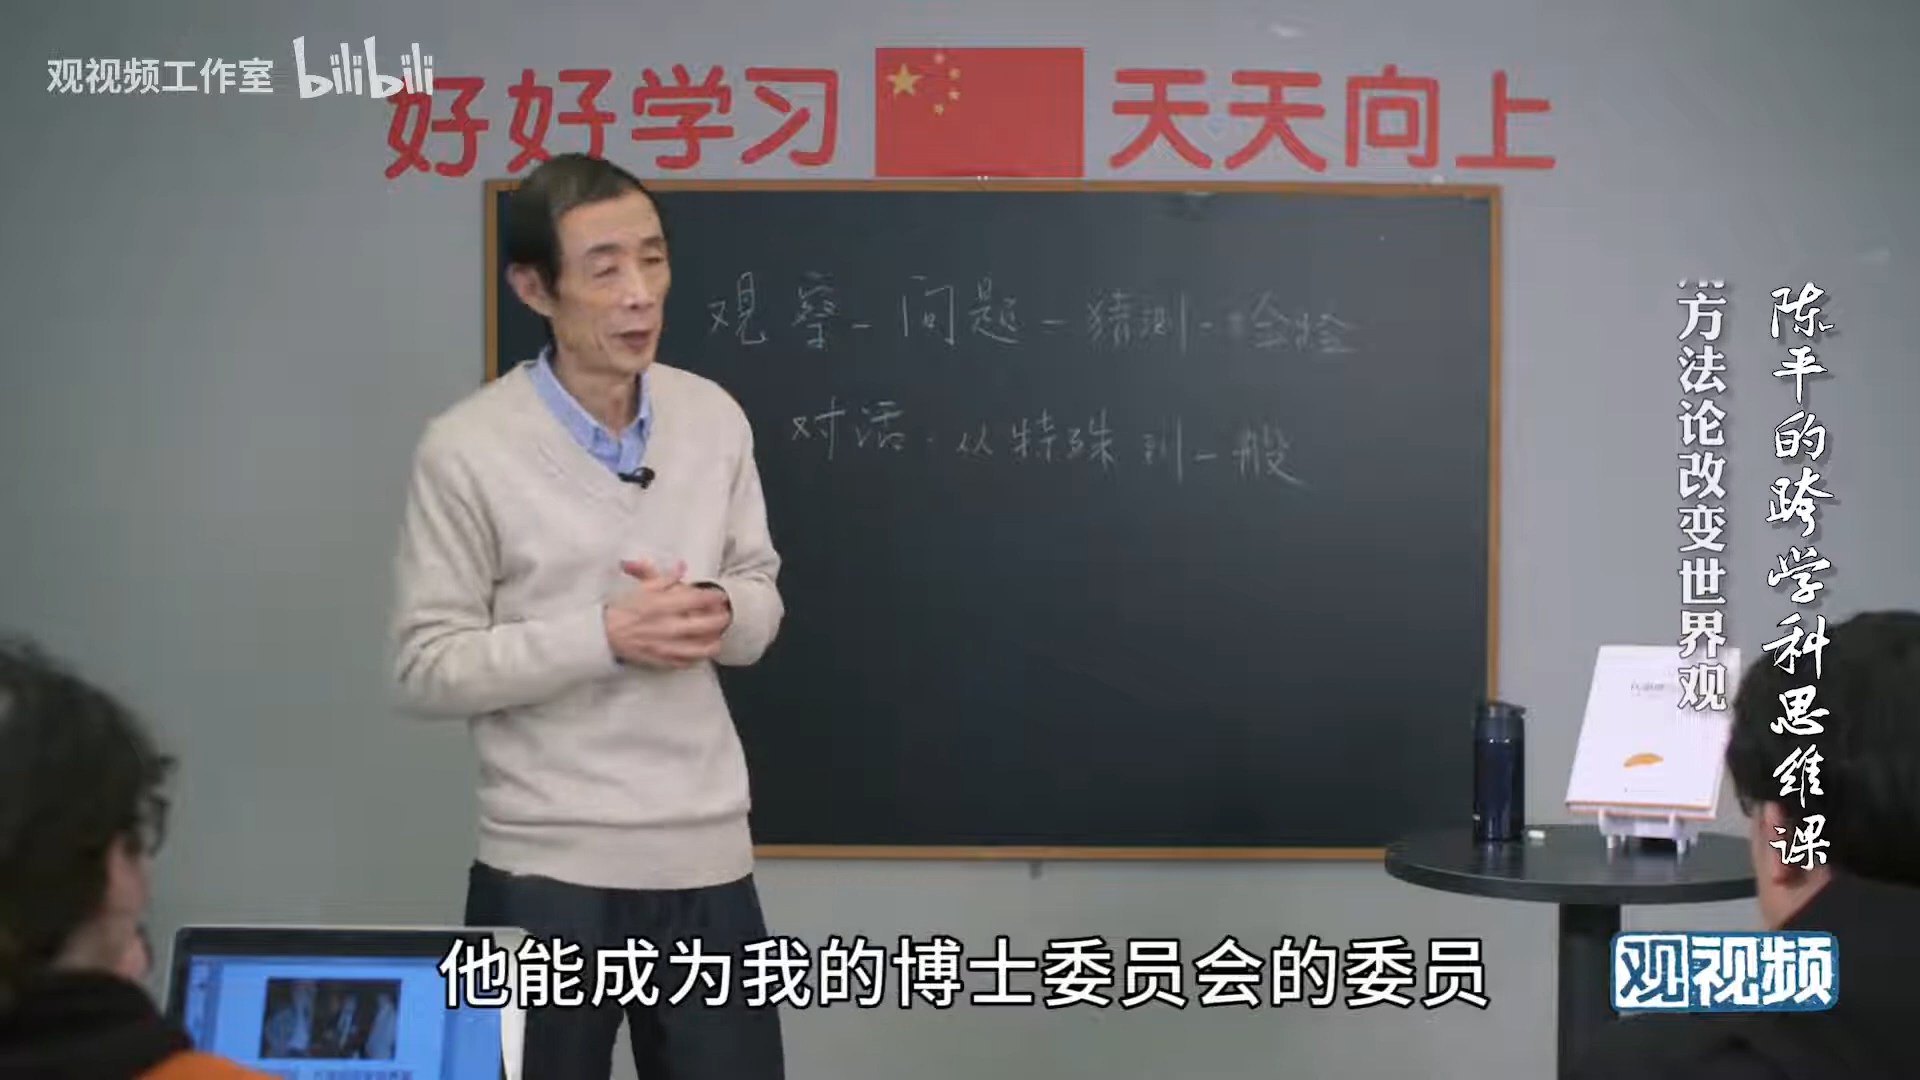 观视频工作室 bilibili
好好学习 天天向上
观察－问题－猜测－检验
对话·从特殊到一般
陈平的跨学科思维课
方法论改变世界观
他能成为我的博士委员会的委员
观视频